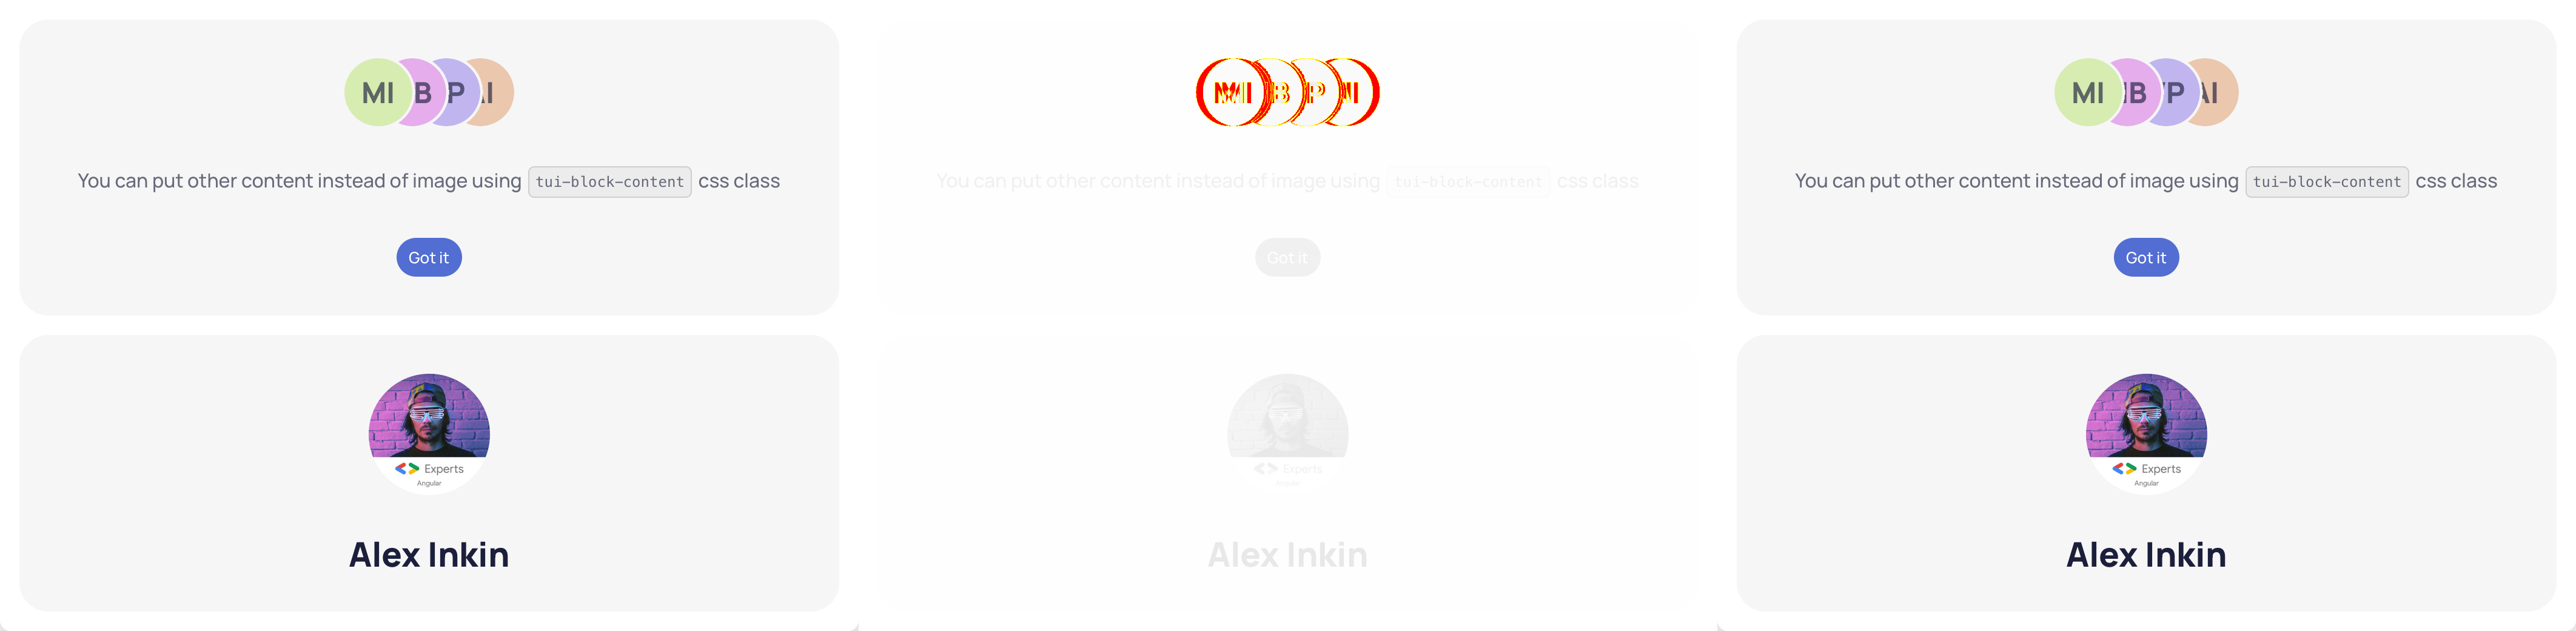 MI B P I
You can put other content instead of image using tui-block-content css class
Got it
Experts
Angular
Alex Inkin
MI B P I
You can put other content instead of image using tui-block-content css class
Got it
Experts
Angular
Alex Inkin
MI B P AI
You can put other content instead of image using tui-block-content css class
Got it
Experts
Angular
Alex Inkin